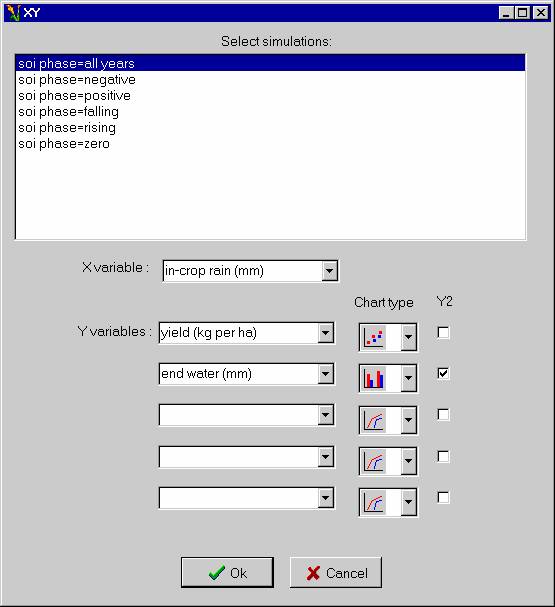 XY
Select simulations:
soi phase=all years
soi phase=negative
soi phase=positive
soi phase=falling
soi phase=rising
soi phase=zero
X variable : in-crop rain (mm)
Chart type Y2
Y variables : yield (kg per ha)
end water (mm)
Ok Cancel